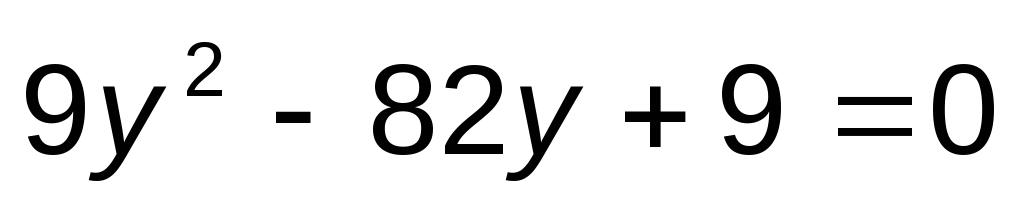 9y² - 82y + 9 = 0